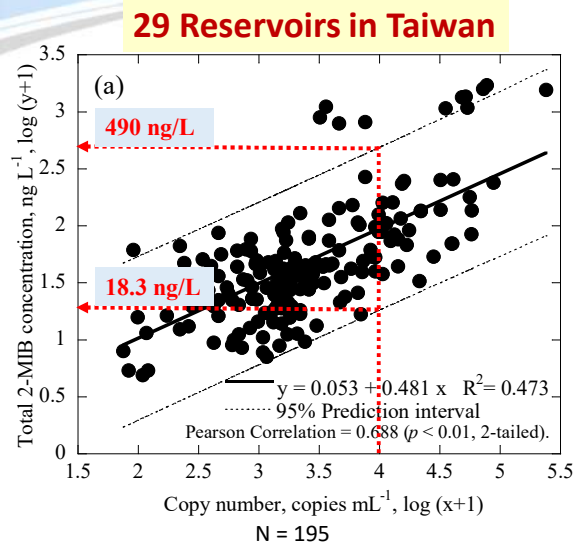 29 Reservoirs in Taiwan
(a)
490 ng/L
18.3 ng/L
Total 2-MIB concentration, ng L⁻¹, log (y+1)
3.5
3
2.5
2
1.5
1
0.5
0
y = 0.053 + 0.481 x R²= 0.473
95% Prediction interval
Pearson Correlation = 0.688 (p < 0.01, 2-tailed).
1.5 2 2.5 3 3.5 4 4.5 5 5.5
Copy number, copies mL⁻¹, log (x+1)
N = 195